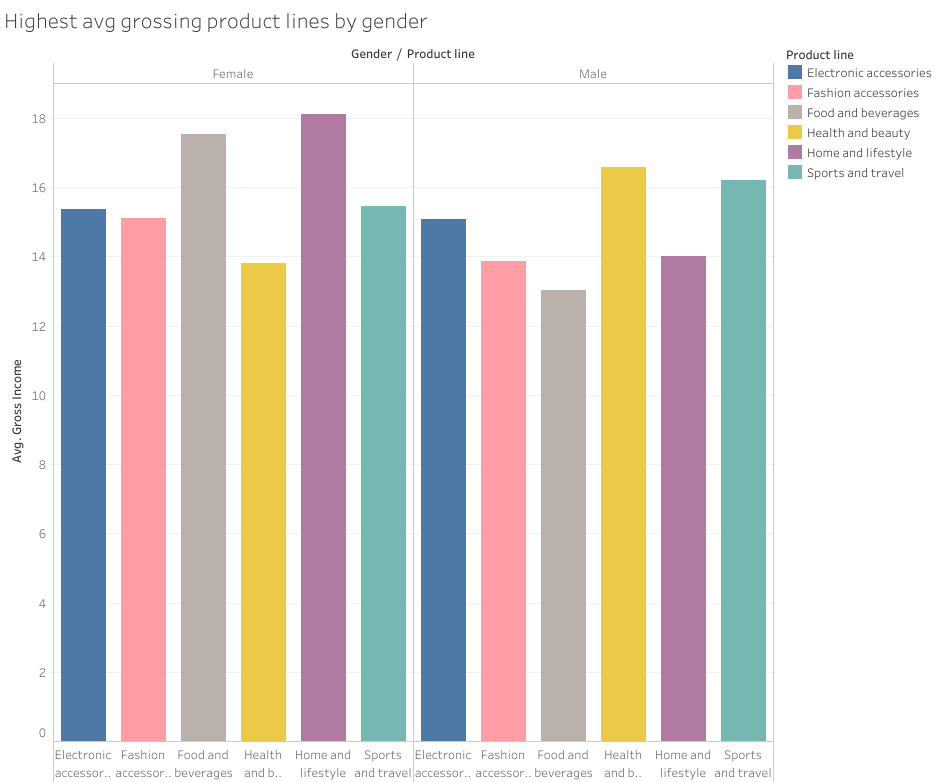 Highest avg grossing product lines by gender
Gender / Product line
Product line
Female
Male
Electronic accessories
Fashion accessories
Food and beverages
Health and beauty
Home and lifestyle
Sports and travel
Avg. Gross Income
18
16
14
12
10
8
6
4
2
0
Electronic
accessor..
Fashion
accessor..
Food and
beverages
Health
and b..
Home and
lifestyle
Sports
and travel
Electronic
accessor..
Fashion
accessor..
Food and
beverages
Health
and b..
Home and
lifestyle
Sports
and travel